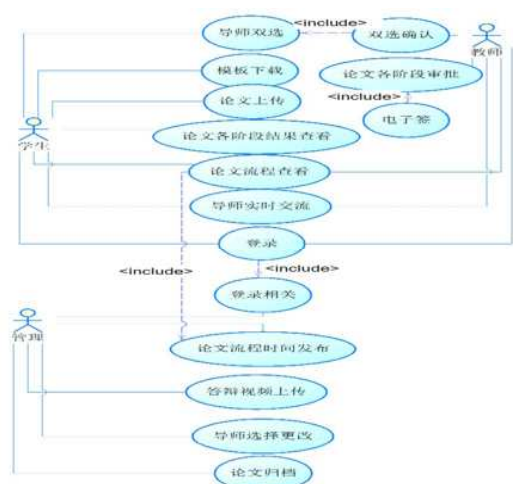 导师双选
<include>
双选确认
教师
模板下载
论文各阶段审批
论文上传
<include>
电子签
学生
论文各阶段结果查看
论文流程查看
导师实时交流
登录
<include>
<include>
登录相关
管理
论文流程时间发布
答辩视频上传
导师选择更改
论文归档